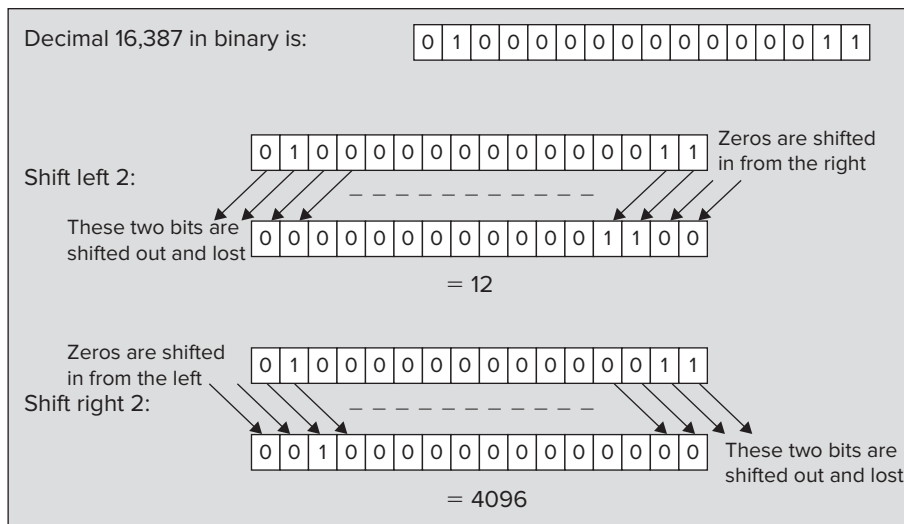 Decimal 16,387 in binary is:
0 1 0 0 0 0 0 0 0 0 0 0 0 0 1 1
0 1 0 0 0 0 0 0 0 0 0 0 0 0 1 1
Zeros are shifted
in from the right
Shift left 2:
These two bits are
shifted out and lost
0 0 0 0 0 0 0 0 0 0 0 0 1 1 0 0
= 12
Zeros are shifted
in from the left
0 1 0 0 0 0 0 0 0 0 0 0 0 0 1 1
Shift right 2:
0 0 1 0 0 0 0 0 0 0 0 0 0 0 0 0
These two bits are
shifted out and lost
= 4096